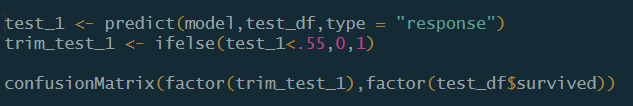 test_1 <- predict(model,test_df,type = "response")
trim_test_1 <- ifelse(test_1<.55,0,1)
confusionMatrix(factor(trim_test_1),factor(test_df$survived))